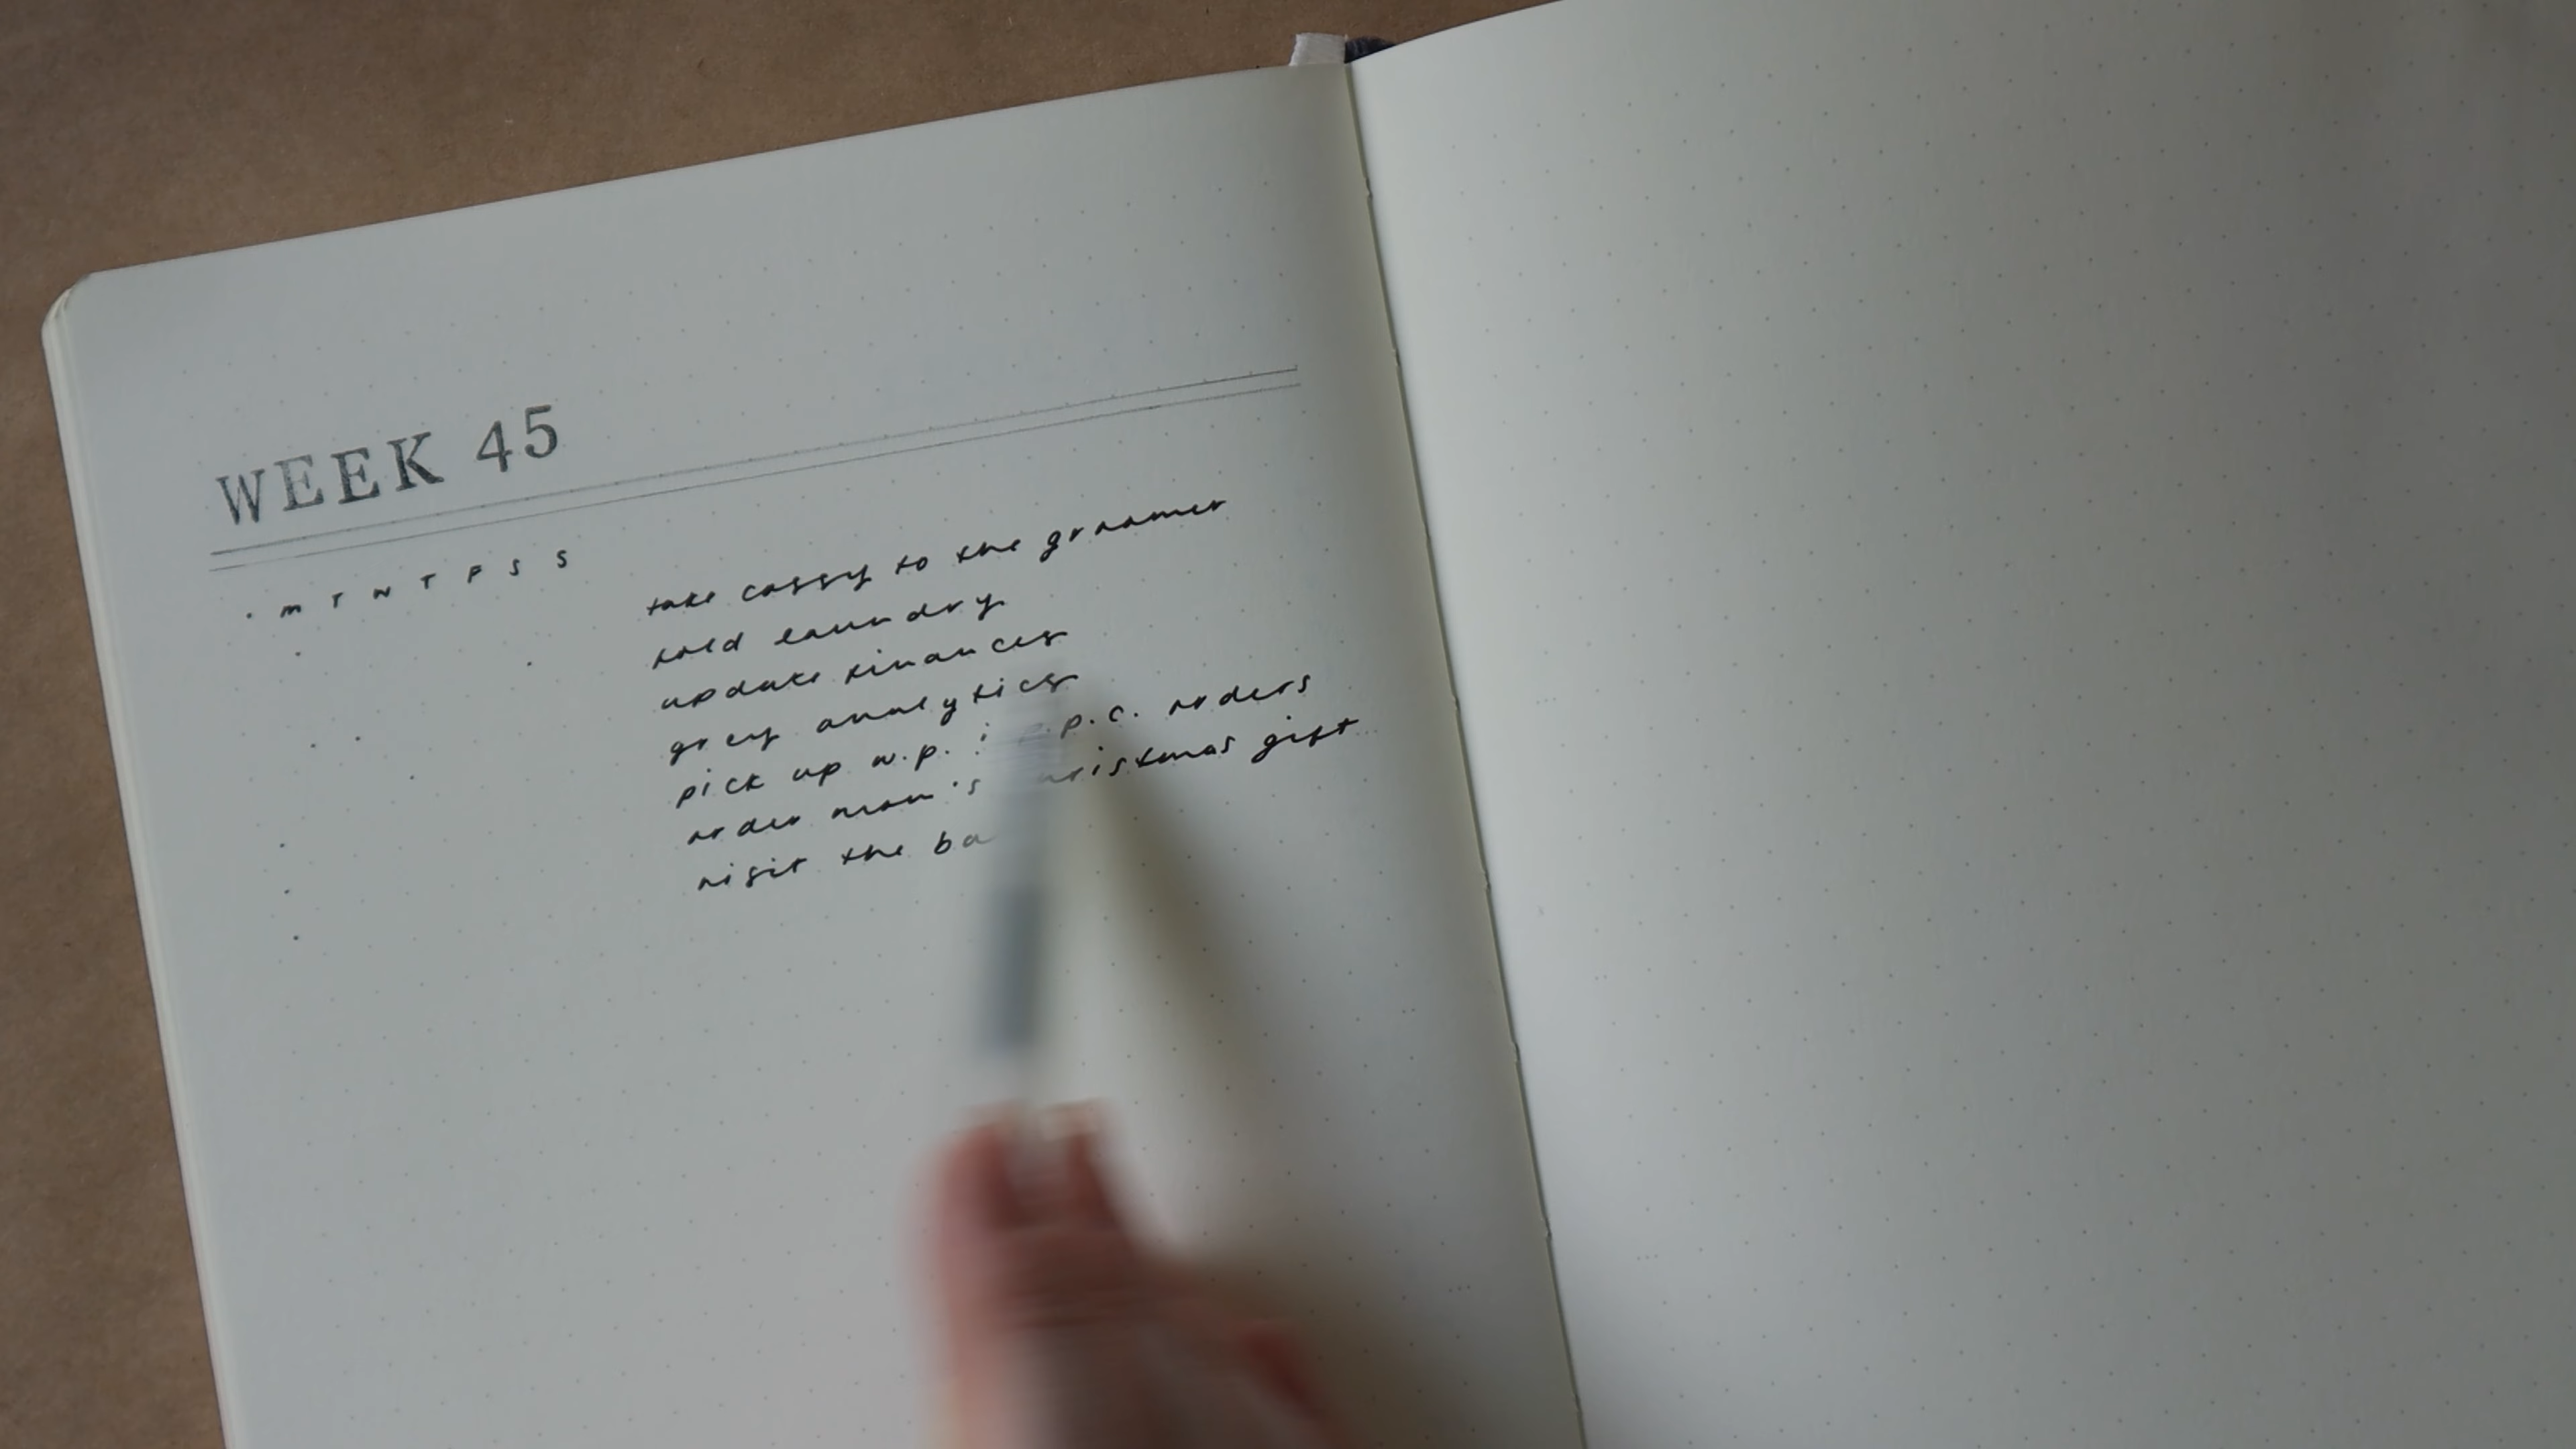 WEEK 45
• M T W T F S S
take cassy to the groomer
fold laundry
update finances
grey analytics
pick up w.p. p.c. orders
order mom's christmas gift
visit the